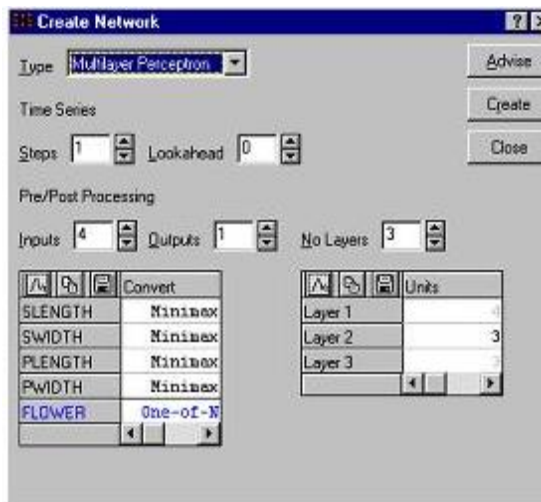 Create Network
Type Multilayer Perceptron
Advise
Time Series
Create
Steps 1 Lookahead 0
Close
Pre/Post Processing
Inputs 4 Outputs 1 No Layers 3
Convert
SLENGTH Minimax
SWIDTH Minimax
PLENGTH Minimax
PWIDTH Minimax
FLOWER One-of-N
Units
Layer 1 4
Layer 2 3
Layer 3